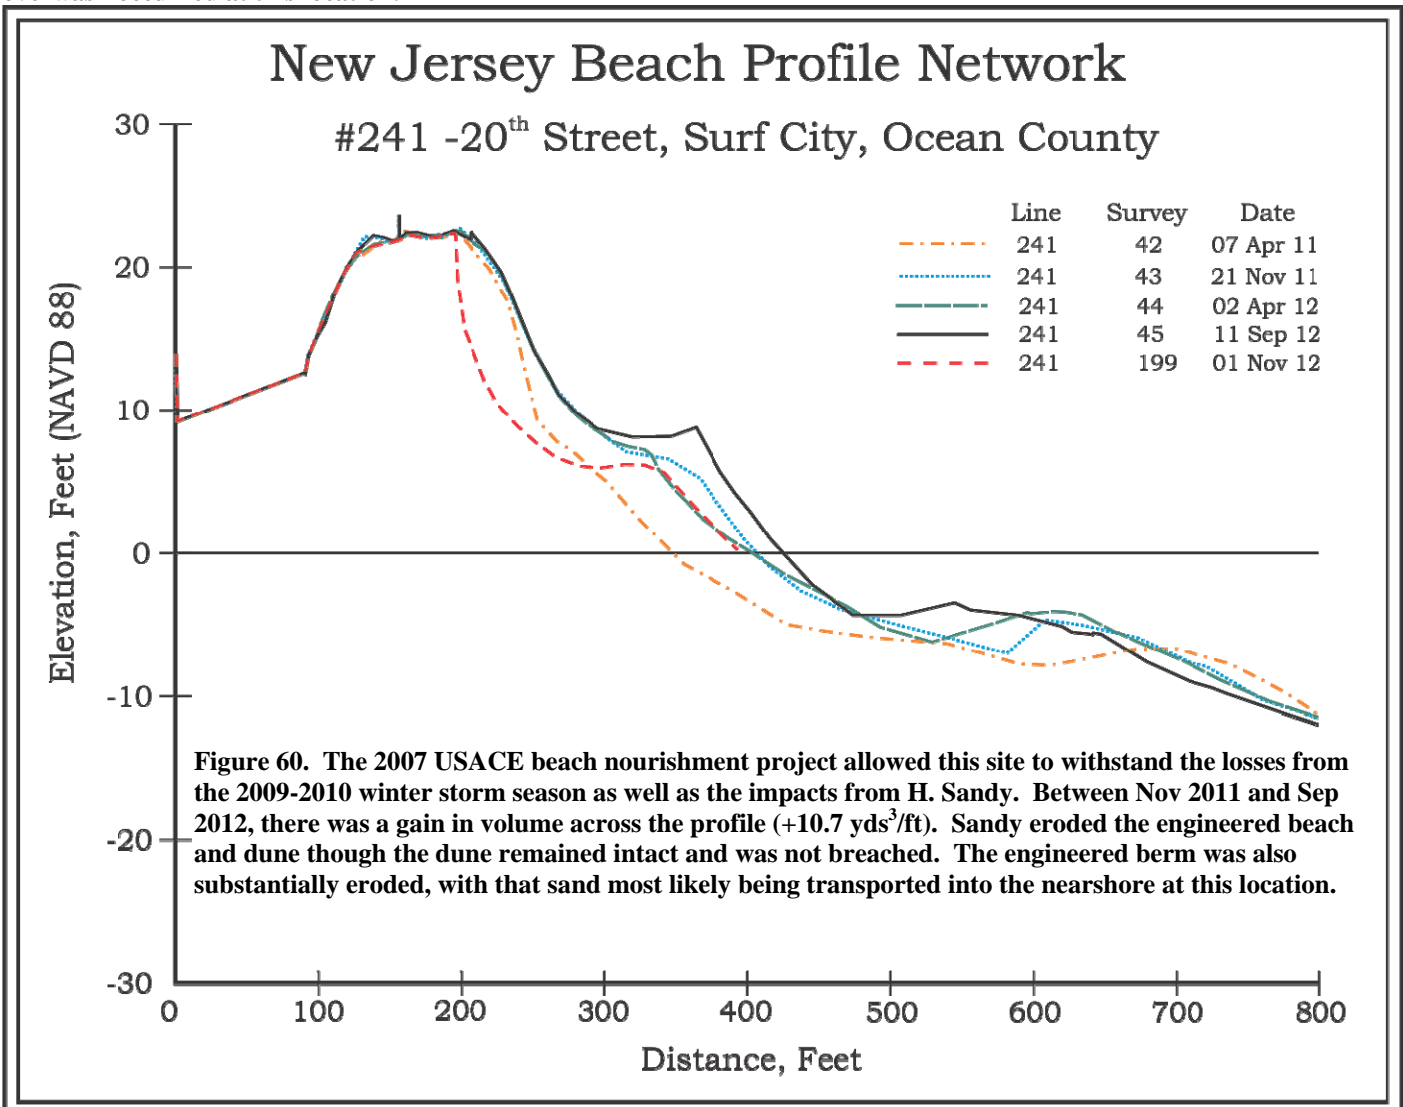 New Jersey Beach Profile Network
#241 -20th Street, Surf City, Ocean County
Line Survey Date
241 42 07 Apr 11
241 43 21 Nov 11
241 44 02 Apr 12
241 45 11 Sep 12
241 199 01 Nov 12
Elevation, Feet (NAVD 88)
30
20
10
0
-10
-20
-30
Figure 60. The 2007 USACE beach nourishment project allowed this site to withstand the losses from
the 2009-2010 winter storm season as well as the impacts from H. Sandy. Between Nov 2011 and Sep
2012, there was a gain in volume across the profile (+10.7 yds³/ft). Sandy eroded the engineered beach
and dune though the dune remained intact and was not breached. The engineered berm was also
substantially eroded, with that sand most likely being transported into the nearshore at this location.
0 100 200 300 400 500 600 700 800
Distance, Feet